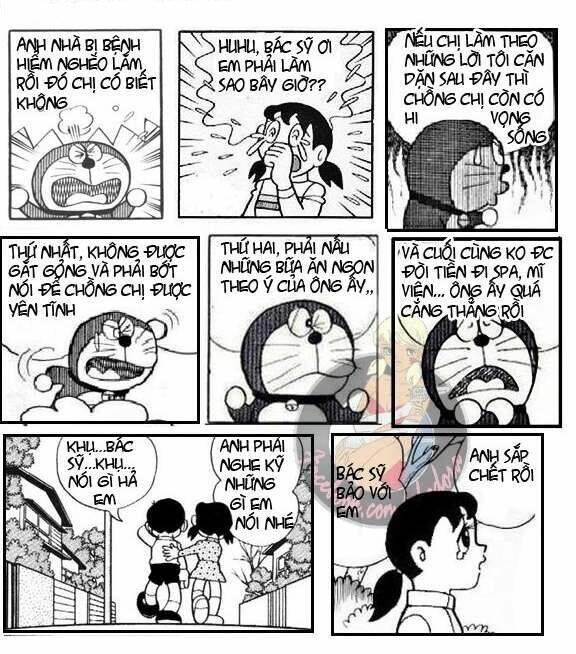 ANH NHÀ BỊ BỆNH
HIỂM NGHÈO LẮM,
RỒI ĐÓ CHỊ CÓ BIẾT
KHÔNG
HUHU, BÁC SỸ ƠI
EM PHẢI LÀM
SAO BÂY GIỜ??
NẾU CHỊ LÀM THEO
NHỮNG LỜI TÔI CĂN
DẶN SAU ĐÂY THÌ
CHỒNG CHỊ CÒN CÓ
HI VỌNG
SỐNG
THỨ NHẤT, KHÔNG ĐƯỢC
GẮT GỎNG VÀ PHẢI BỚT
NÓI ĐỂ CHỒNG CHỊ ĐƯỢC
YÊN TĨNH
THỨ HAI, PHẢI NẤU
NHỮNG BỮA ĂN NGON
THEO Ý CỦA ÔNG ẤY,,
VÀ CUỐI CÙNG KO ĐC
ĐÒI TIỀN ĐI SPA, MĨ
VIỆN... ÔNG ẤY QUÁ
CĂNG THẲNG RỒI
KHỤ...BÁC
SỸ...KHỤ...
NÓI GÌ HẢ
EM
ANH PHẢI
NGHE KỸ
NHỮNG
GÌ EM
NÓI NHÉ
BÁC SỸ
BẢO VỚI
EM
ANH SẮP
CHẾT RỒI